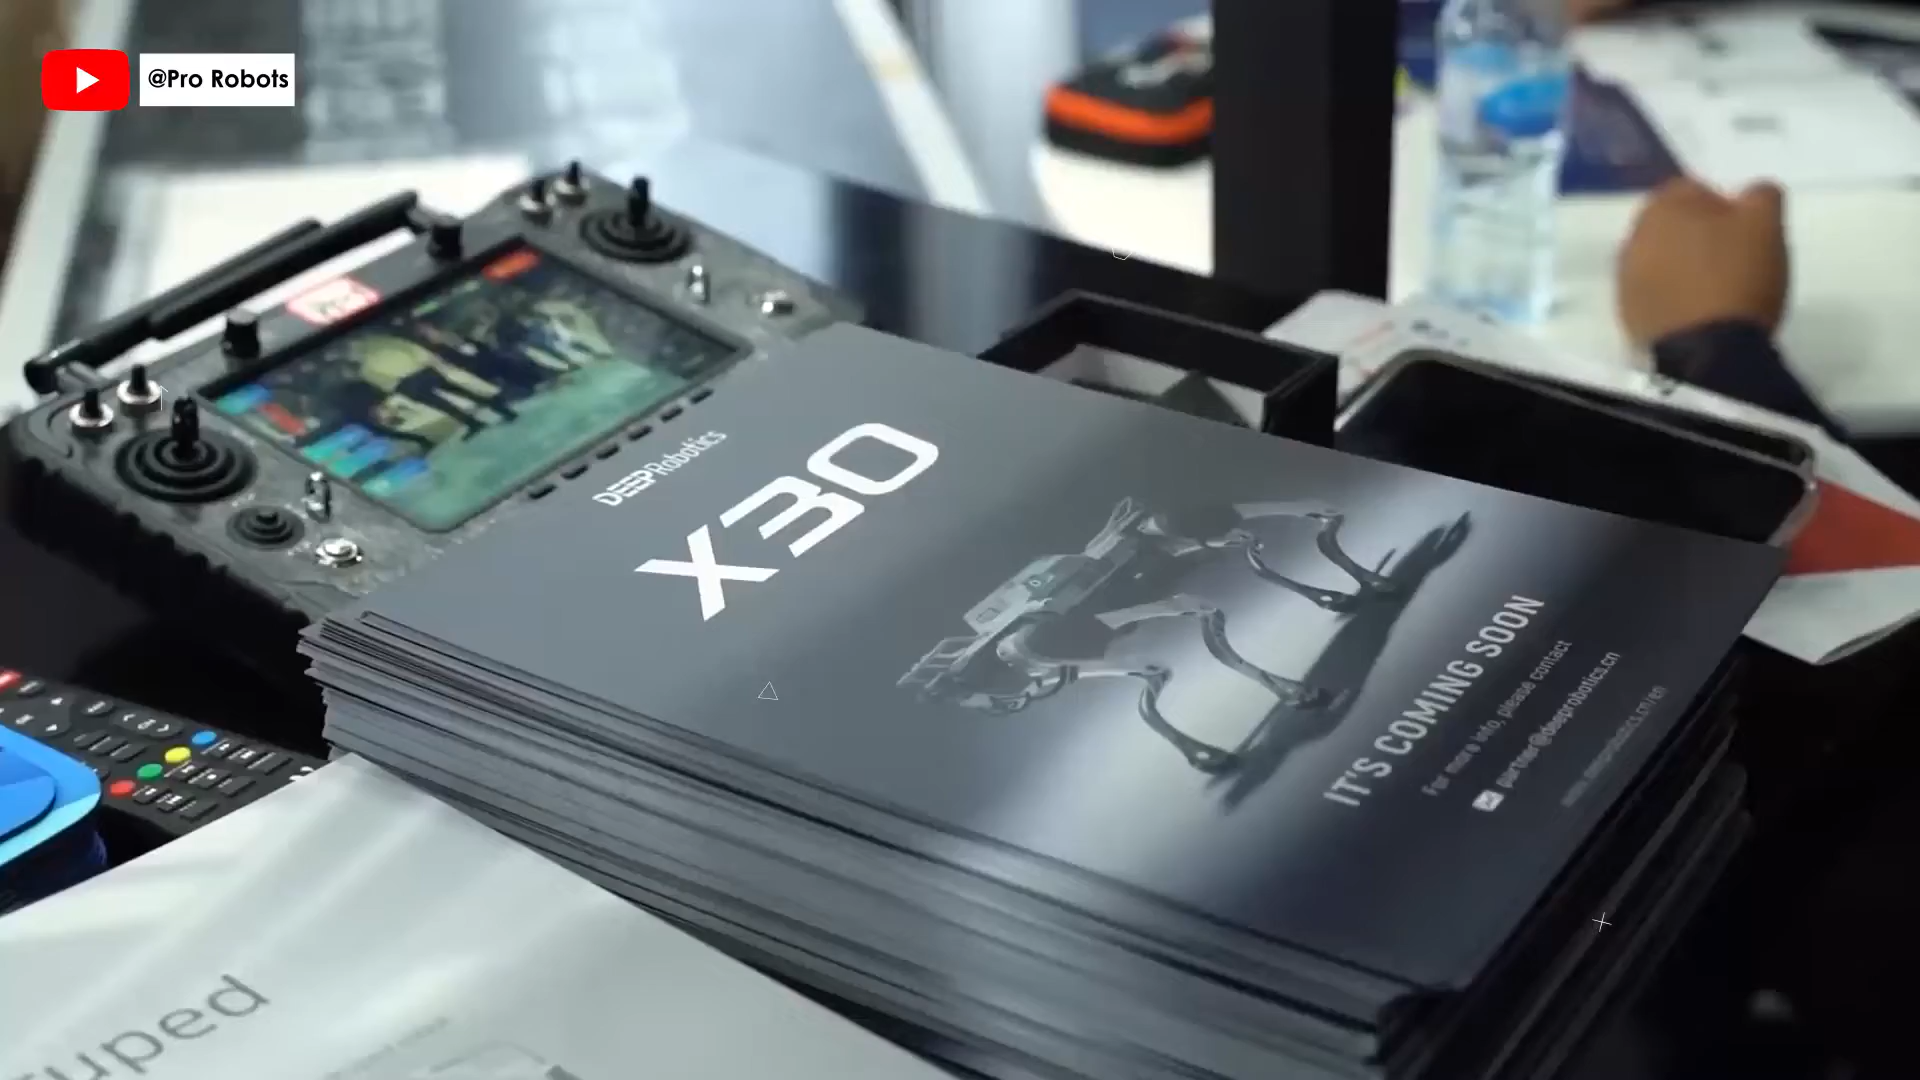 @Pro Robots
DEEPRobotics
X30
IT'S COMING SOON
For more info, please contact
partner@deeprobotics.cn
www.deeprobotics.cn/en
uped